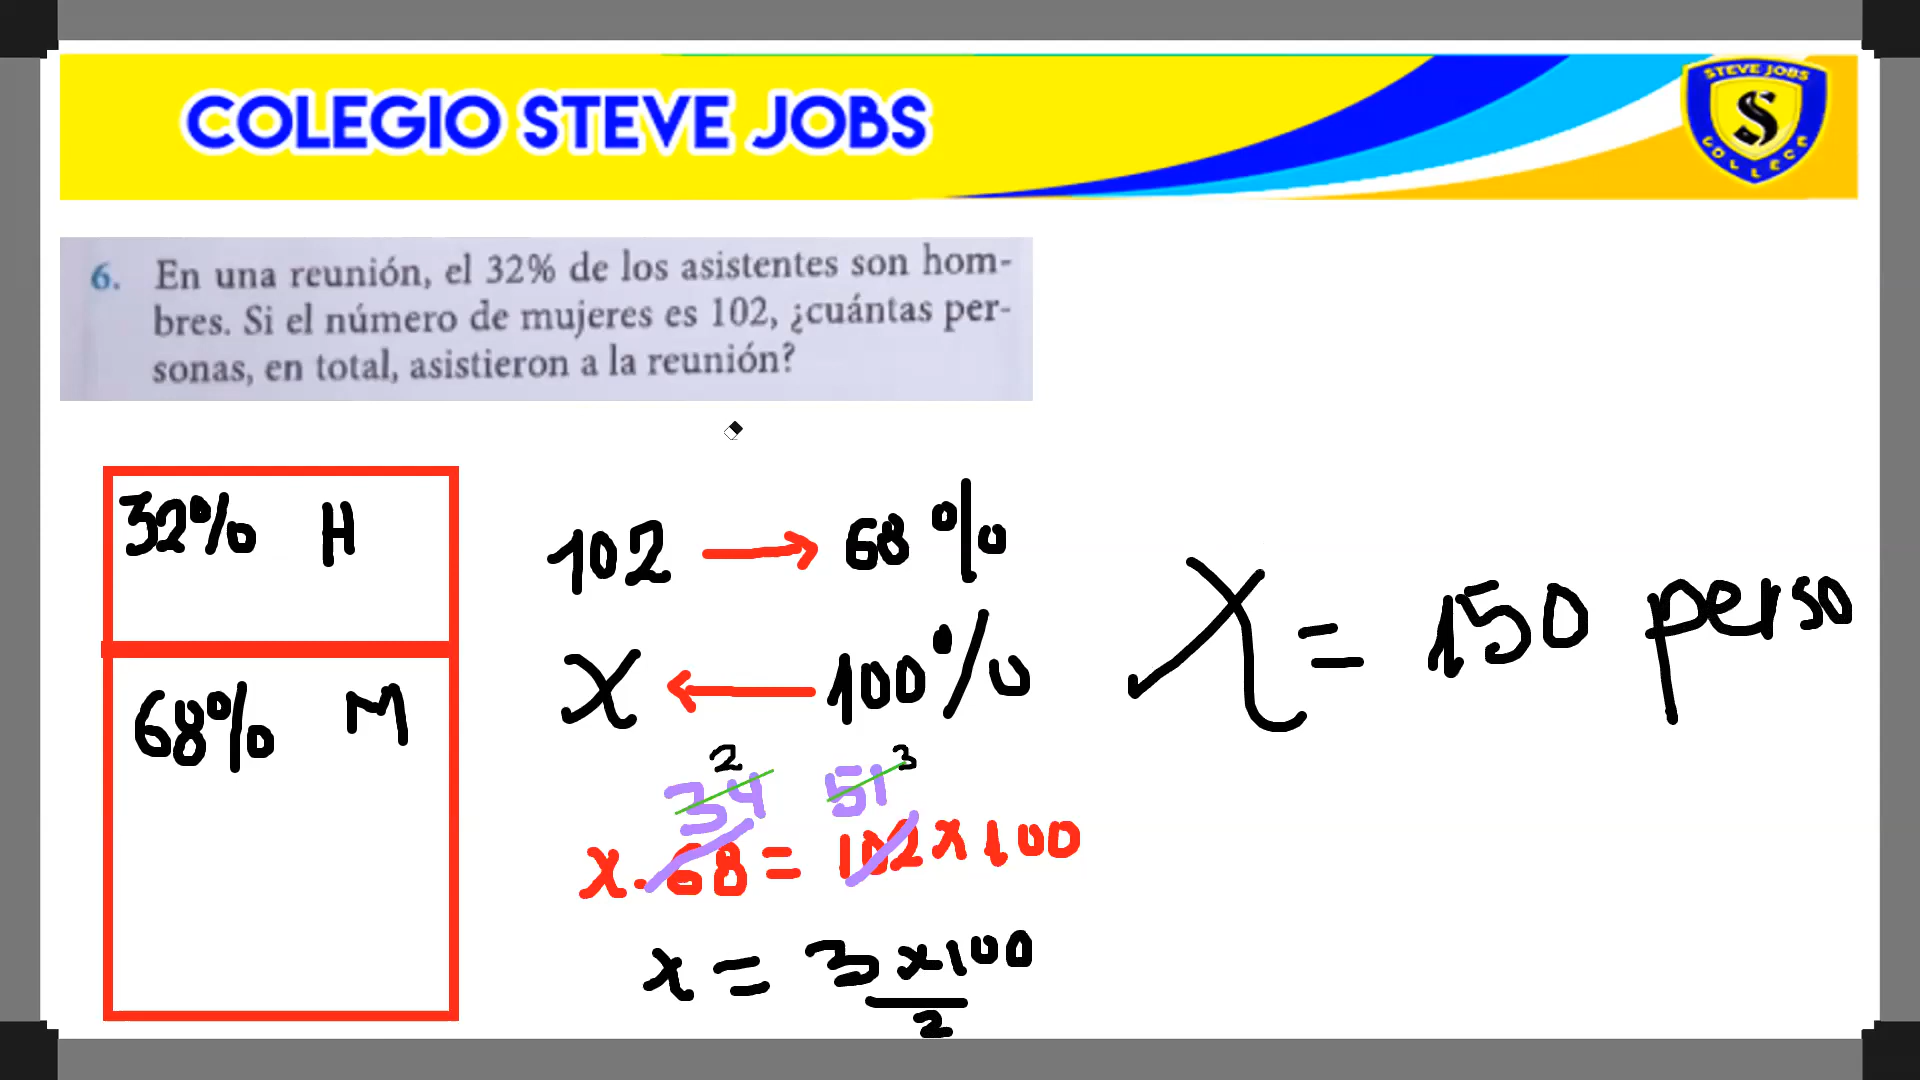 COLEGIO STEVE JOBS
STEVE JOBS
S
COLLEGE
6. En una reunión, el 32% de los asistentes son hom-
bres. Si el número de mujeres es 102, ¿cuántas per-
sonas, en total, asistieron a la reunión?
32% H
68% M
102 → 68%
x ← 100%
2 3
34 51
x . 68 = 102 x 100
x = 3 x 100
2
X = 150 perso